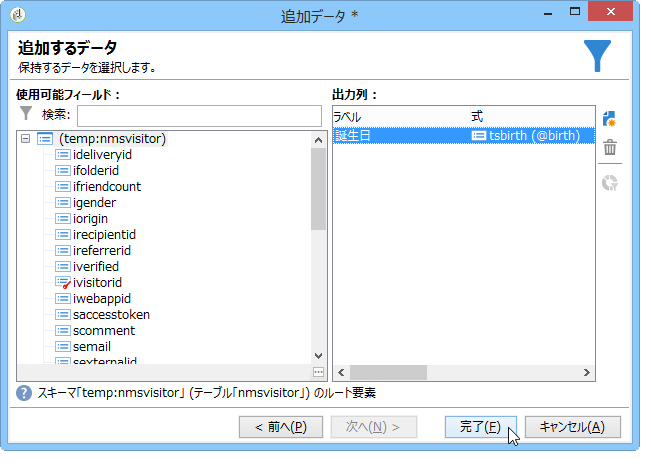 追加データ *
追加するデータ
保持するデータを選択します。
使用可能フィールド：
検索:
(temp:nmsvisitor)
ideliveryid
ifolderid
ifriendcount
igender
iorigin
irecipientid
ireferrerid
iverified
ivisitorid
iwebappid
saccesstoken
scomment
semail
sexternalid
出力列：
ラベル 式
誕生日 tsbirth (@birth)
スキーマ「temp:nmsvisitor」 (テーブル「nmsvisitor」) のルート要素
< 前へ(P) 次へ(N) > 完了(F) キャンセル(A)